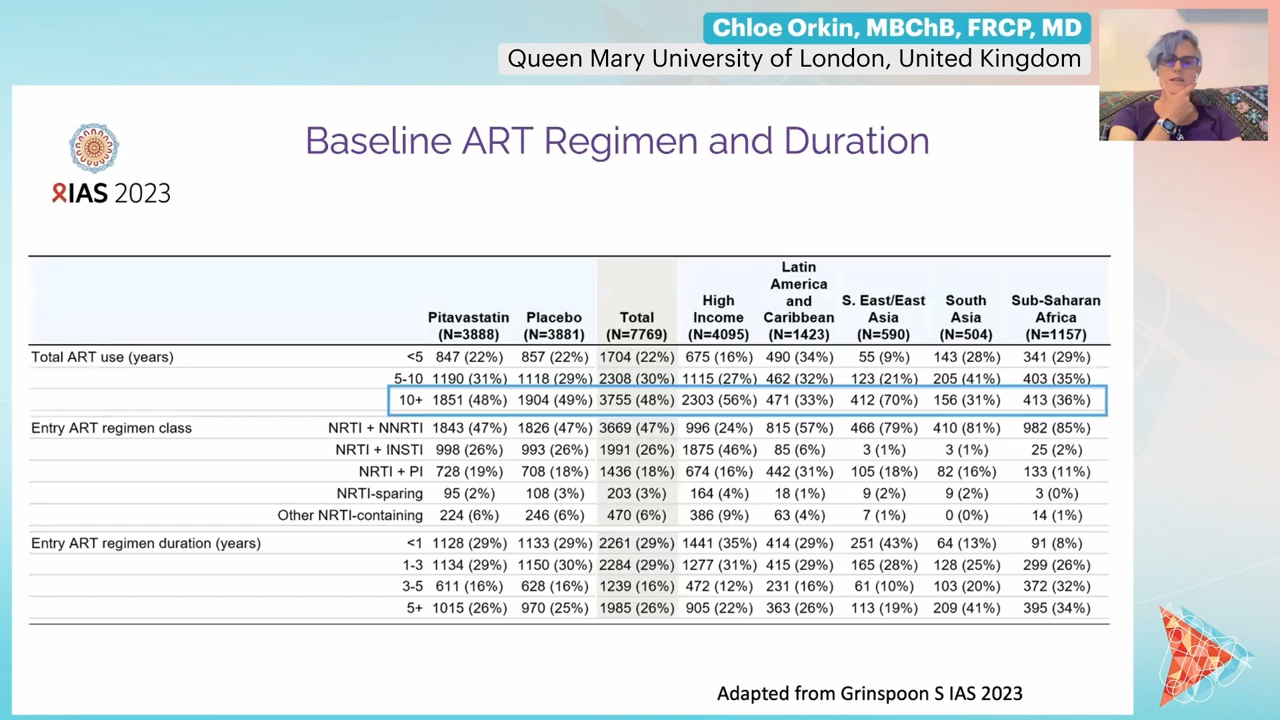 Chloe Orkin, MBChB, FRCP, MD
Queen Mary University of London, United Kingdom
IAS 2023
Baseline ART Regimen and Duration
Pitavastatin (N=3888) Placebo (N=3881) Total (N=7769) High Income (N=4095) Latin America and Caribbean (N=1423) S. East/East Asia (N=590) South Asia (N=504) Sub-Saharan Africa (N=1157)
Total ART use (years) <5 847 (22%) 857 (22%) 1704 (22%) 675 (16%) 490 (34%) 55 (9%) 143 (28%) 341 (29%)
5-10 1190 (31%) 1118 (29%) 2308 (30%) 1115 (27%) 462 (32%) 123 (21%) 205 (41%) 403 (35%)
10+ 1851 (48%) 1904 (49%) 3755 (48%) 2303 (56%) 471 (33%) 412 (70%) 156 (31%) 413 (36%)
Entry ART regimen class NRTI + NNRTI 1843 (47%) 1826 (47%) 3669 (47%) 996 (24%) 815 (57%) 466 (79%) 410 (81%) 982 (85%)
NRTI + INSTI 998 (26%) 993 (26%) 1991 (26%) 1875 (46%) 85 (6%) 3 (1%) 3 (1%) 25 (2%)
NRTI + PI 728 (19%) 708 (18%) 1436 (18%) 674 (16%) 442 (31%) 105 (18%) 82 (16%) 133 (11%)
NRTI-sparing 95 (2%) 108 (3%) 203 (3%) 164 (4%) 18 (1%) 9 (2%) 9 (2%) 3 (0%)
Other NRTI-containing 224 (6%) 246 (6%) 470 (6%) 386 (9%) 63 (4%) 7 (1%) 0 (0%) 14 (1%)
Entry ART regimen duration (years) <1 1128 (29%) 1133 (29%) 2261 (29%) 1441 (35%) 414 (29%) 251 (43%) 64 (13%) 91 (8%)
1-3 1134 (29%) 1150 (30%) 2284 (29%) 1277 (31%) 415 (29%) 165 (28%) 128 (25%) 299 (26%)
3-5 611 (16%) 628 (16%) 1239 (16%) 472 (12%) 231 (16%) 61 (10%) 103 (20%) 372 (32%)
5+ 1015 (26%) 970 (25%) 1985 (26%) 905 (22%) 363 (26%) 113 (19%) 209 (41%) 395 (34%)
Adapted from Grinspoon S IAS 2023